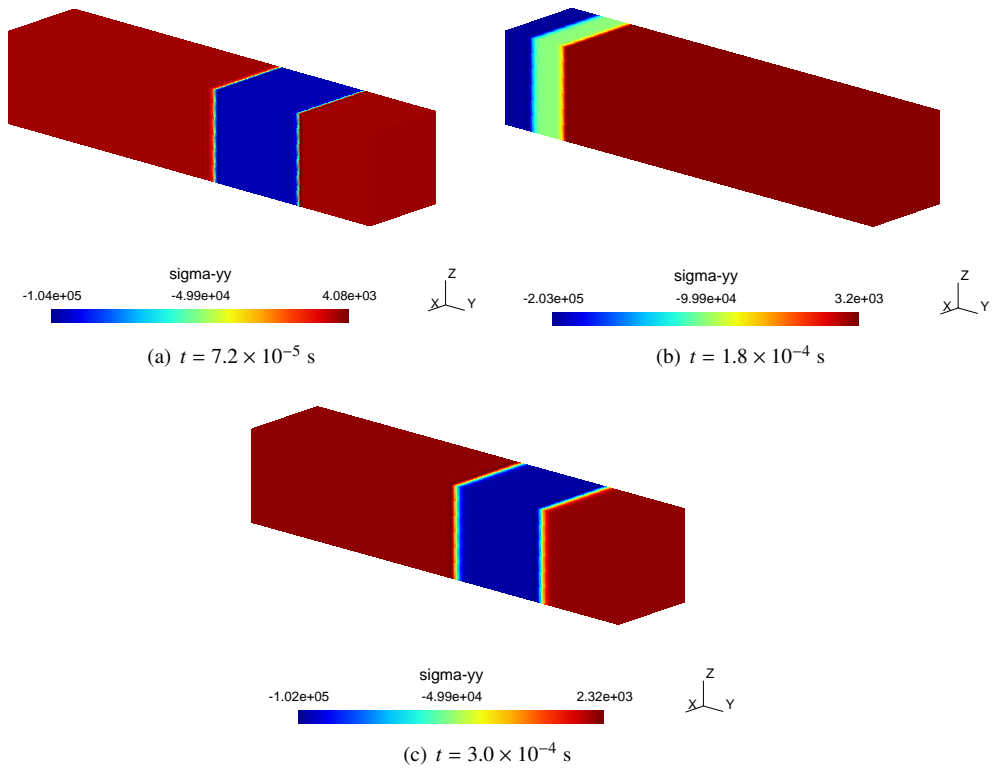 sigma-yy
-1.04e+05 -4.99e+04 4.08e+03
Z
X Y
(a) t = 7.2 × 10⁻⁵ s
sigma-yy
-2.03e+05 -9.99e+04 3.2e+03
Z
X Y
(b) t = 1.8 × 10⁻⁴ s
sigma-yy
-1.02e+05 -4.99e+04 2.32e+03
Z
X Y
(c) t = 3.0 × 10⁻⁴ s